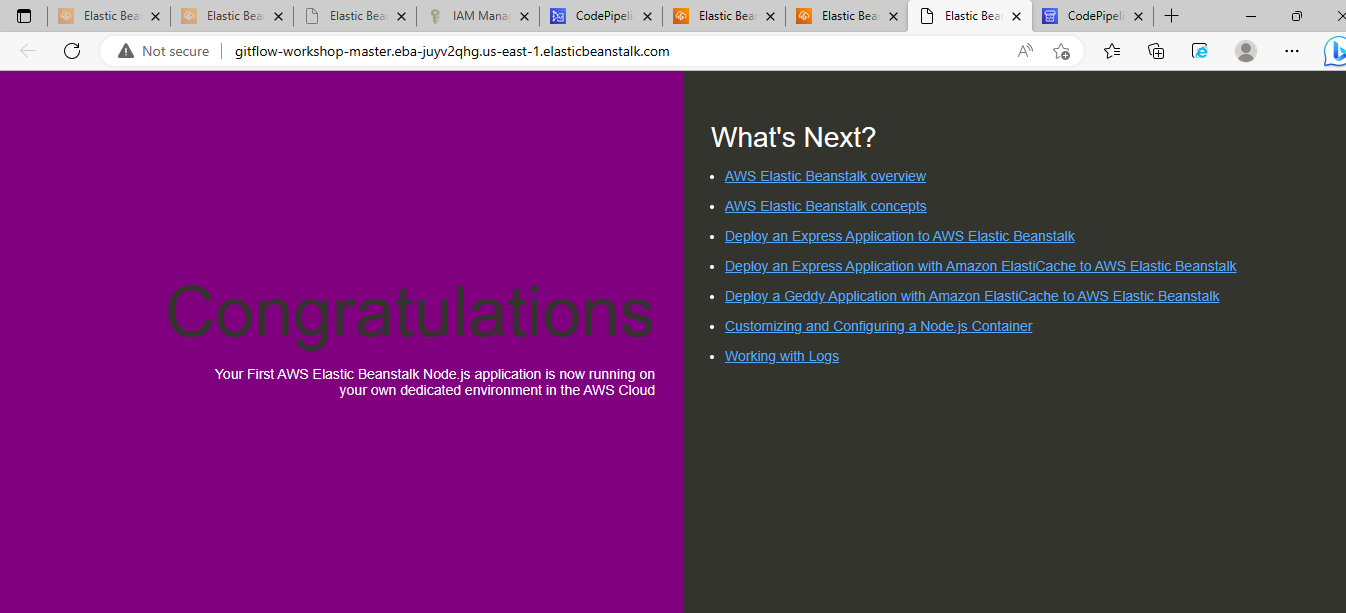 Elastic Bea
Elastic Bea
Elastic Bea
IAM Mana
CodePipeli
Elastic Bea
Elastic Bea
Elastic Bea
CodePipeli
Not secure
gitflow-workshop-master.eba-juyv2qhg.us-east-1.elasticbeanstalk.com
Congratulations
Your First AWS Elastic Beanstalk Node.js application is now running on
your own dedicated environment in the AWS Cloud
What's Next?
AWS Elastic Beanstalk overview
AWS Elastic Beanstalk concepts
Deploy an Express Application to AWS Elastic Beanstalk
Deploy an Express Application with Amazon ElastiCache to AWS Elastic Beanstalk
Deploy a Geddy Application with Amazon ElastiCache to AWS Elastic Beanstalk
Customizing and Configuring a Node.js Container
Working with Logs